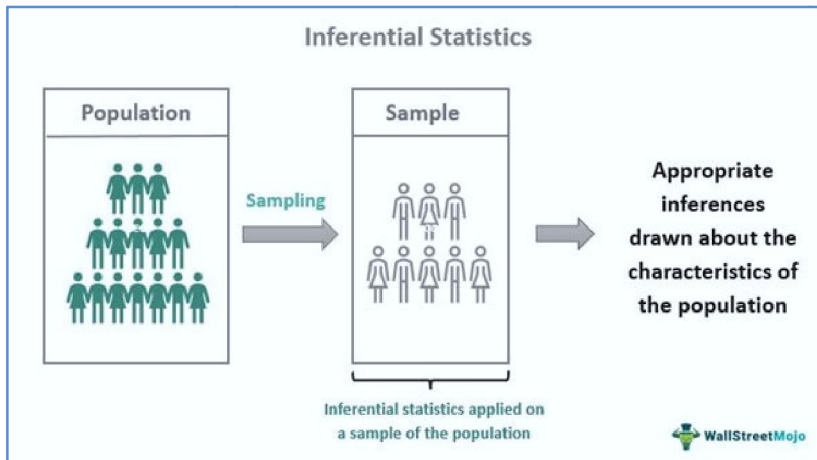 Inferential Statistics
Population
Sampling
Sample
Appropriate
inferences
drawn about the
characteristics of
the population
Inferential statistics applied on
a sample of the population
WallStreetMojo